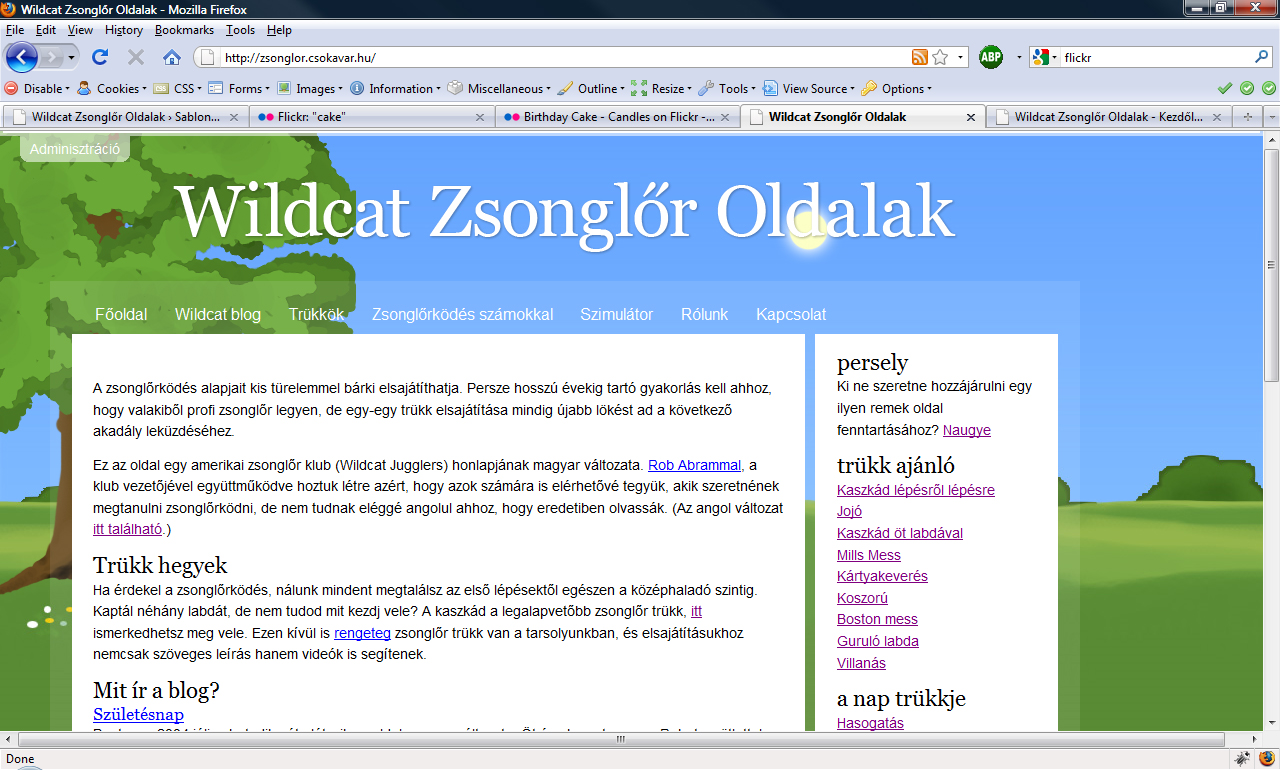 Wildcat Zsonglőr Oldalak - Mozilla Firefox
File Edit View History Bookmarks Tools Help
http://zsonglor.csokavar.hu/ ABP flickr
Disable Cookies CSS Forms Images Information Miscellaneous Outline Resize Tools View Source Options
Wildcat Zsonglőr Oldalak › Sablon... Flickr: "cake" Birthday Cake - Candles on Flickr -... Wildcat Zsonglőr Oldalak Wildcat Zsonglőr Oldalak - Kezdől...
Adminisztráció
Wildcat Zsonglőr Oldalak
Főoldal Wildcat blog Trükkök Zsonglőrködés számokkal Szimulátor Rólunk Kapcsolat
A zsonglőrködés alapjait kis türelemmel bárki elsajátíthatja. Persze hosszú évekig tartó gyakorlás kell ahhoz,
hogy valakiből profi zsonglőr legyen, de egy-egy trükk elsajátítása mindig újabb lökést ad a következő
akadály leküzdéséhez.
Ez az oldal egy amerikai zsonglőr klub (Wildcat Jugglers) honlapjának magyar változata. Rob Abrammal, a
klub vezetőjével együttműködve hoztuk létre azért, hogy azok számára is elérhetővé tegyük, akik szeretnének
megtanulni zsonglőrködni, de nem tudnak eléggé angolul ahhoz, hogy eredetiben olvassák. (Az angol változat
itt található.)
Trükk hegyek
Ha érdekel a zsonglőrködés, nálunk mindent megtalálsz az első lépésektől egészen a középhaladó szintig.
Kaptál néhány labdát, de nem tudod mit kezdj vele? A kaszkád a legalapvetőbb zsonglőr trükk, itt
ismerkedhetsz meg vele. Ezen kívül is rengeteg zsonglőr trükk van a tarsolyunkban, és elsajátításukhoz
nemcsak szöveges leírás hanem videók is segítenek.
Mit ír a blog?
Születésnap
persely
Ki ne szeretne hozzájárulni egy
ilyen remek oldal
fenntartásához? Naugye
trükk ajánló
Kaszkád lépésről lépésre
Jojó
Kaszkád öt labdával
Mills Mess
Kártyakeverés
Koszorú
Boston mess
Guruló labda
Villanás
a nap trükkje
Hasogatás
Done